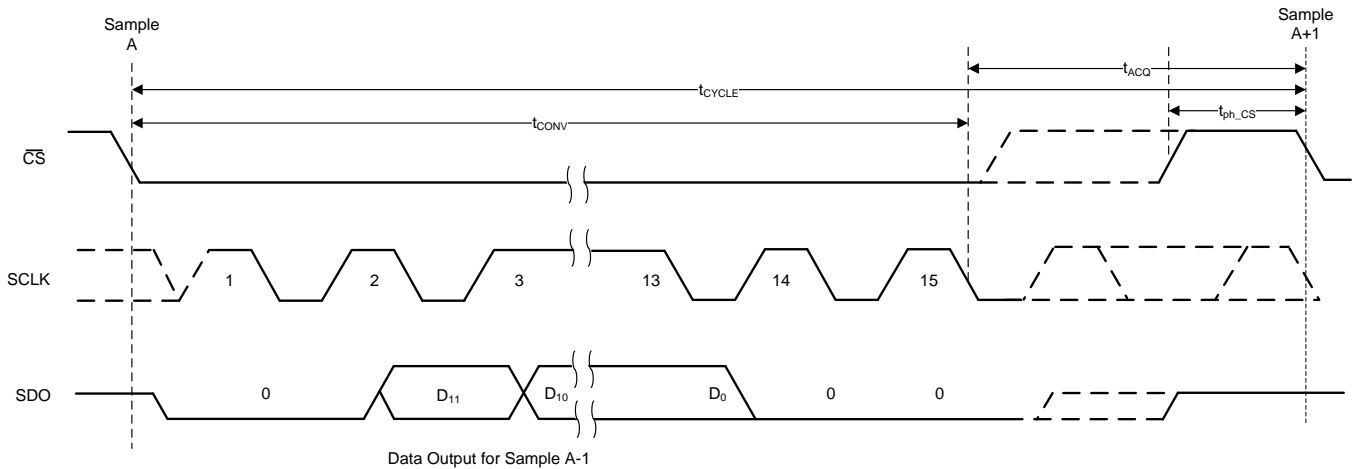 Sample
A
Sample
A+1
tACQ
tCYCLE
tph_CS
tCONV
CS
SCLK
1 2 3 13 14 15
SDO
0 D11 D10 D0 0 0
Data Output for Sample A-1